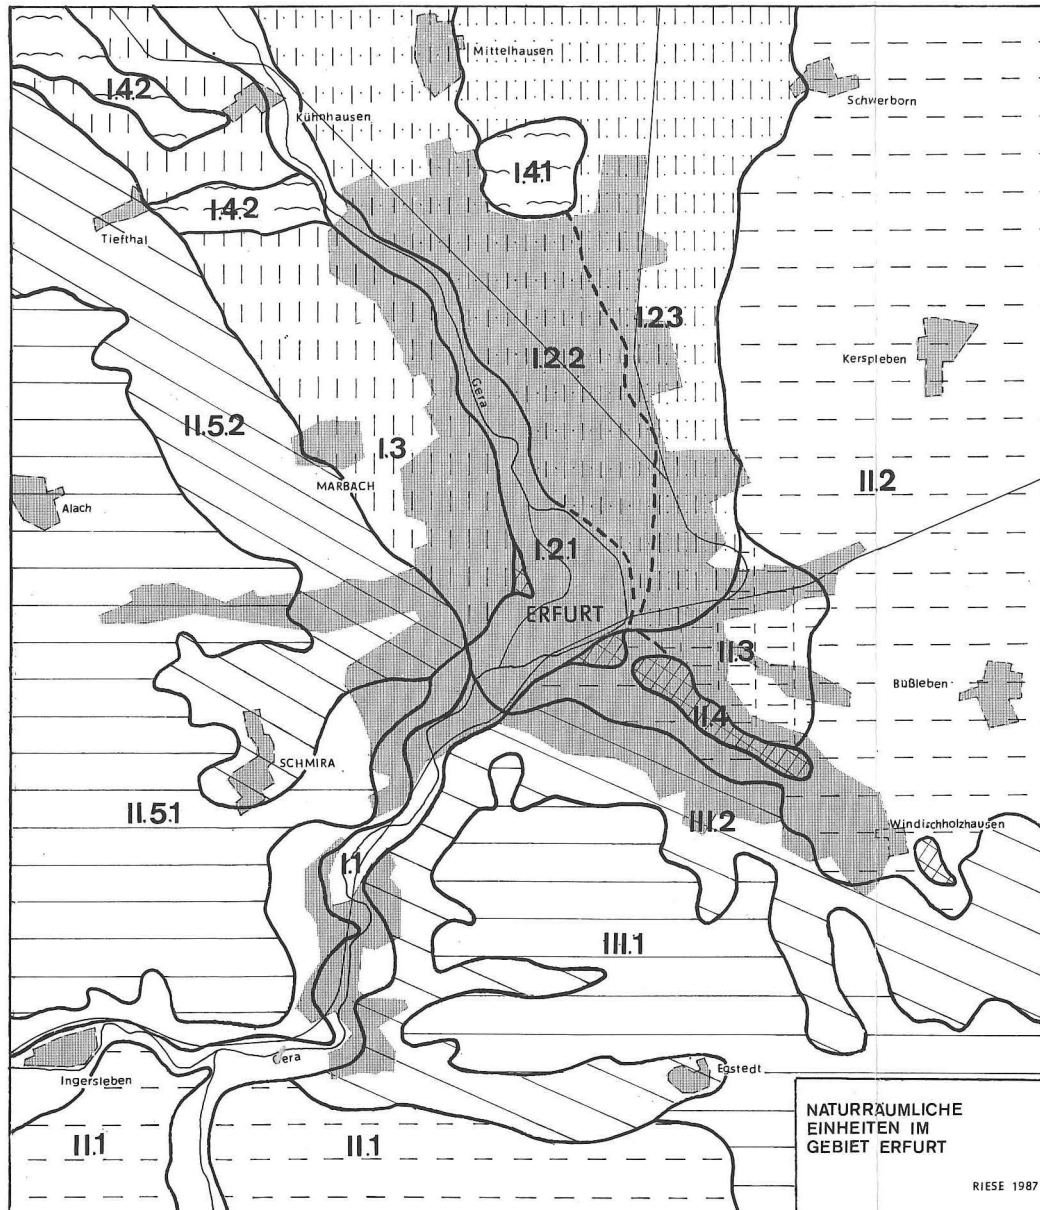 Mittelhausen
I.4.2
Schwerborn
Kühnhausen
I.4.1
I.4.2
Tiefthal
I.2.3
I.2.2
Kerspleben
Gera
II.5.2
I.3
MARBACH
II.2
Alach
I.2.1
ERFURT
II.3
Büßleben
II.4
SCHMIRA
II.5.1
III.2
Windirchholzhausen
I.1
III.1
Gera
Ingersleben
Egstedt
NATURRÄUMLICHE
EINHEITEN IM
GEBIET ERFURT
II.1
II.1
RIESE 1987